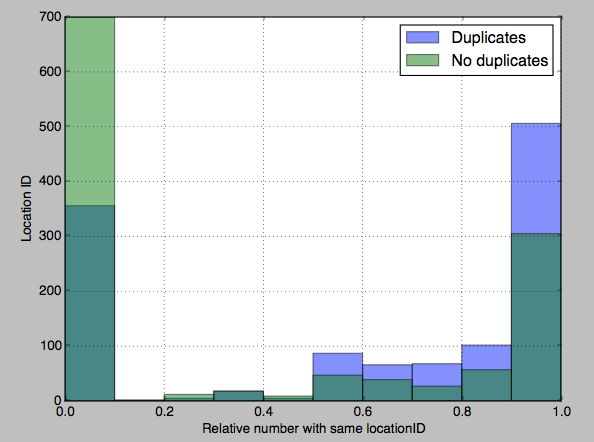 700
600
500
400
300
200
100
0
Location ID
Duplicates
No duplicates
0.0 0.2 0.4 0.6 0.8 1.0
Relative number with same locationID